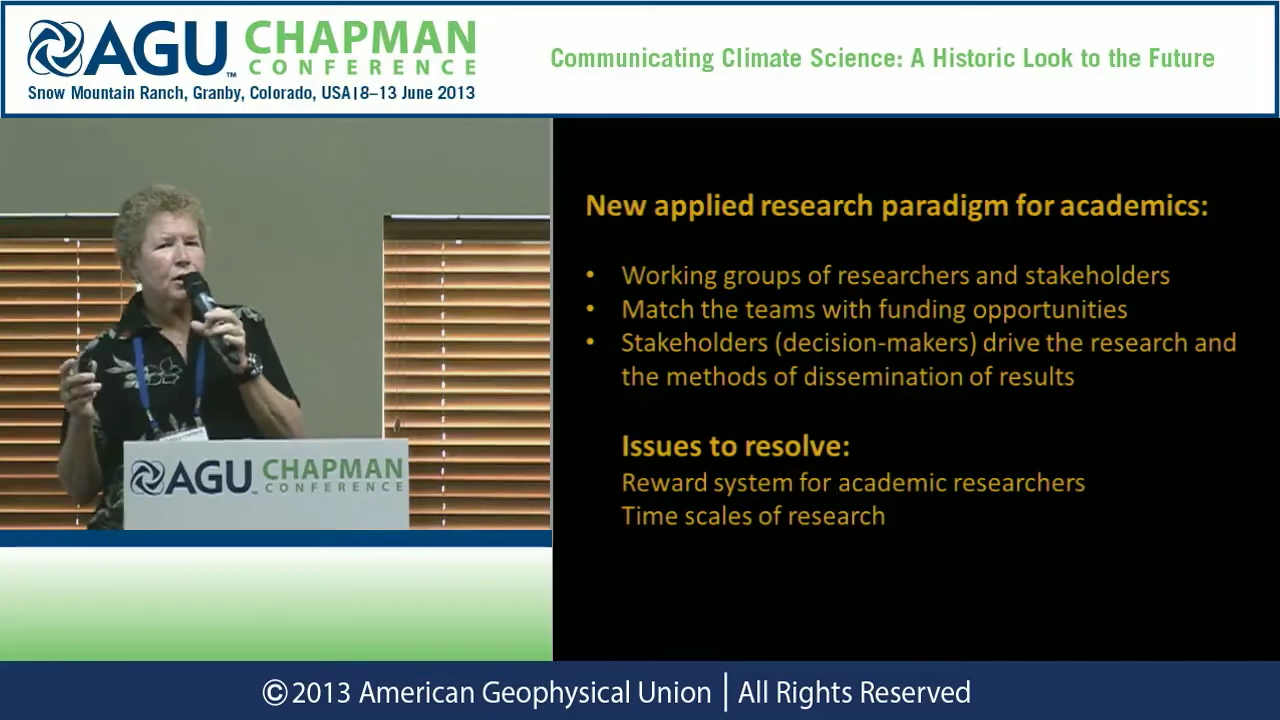 AGU CHAPMAN
CONFERENCE
Snow Mountain Ranch, Granby, Colorado, USA|8–13 June 2013
Communicating Climate Science: A Historic Look to the Future
New applied research paradigm for academics:
• Working groups of researchers and stakeholders
• Match the teams with funding opportunities
• Stakeholders (decision-makers) drive the research and
the methods of dissemination of results
Issues to resolve:
Reward system for academic researchers
Time scales of research
AGU CHAPMAN
CONFERENCE
©2013 American Geophysical Union | All Rights Reserved